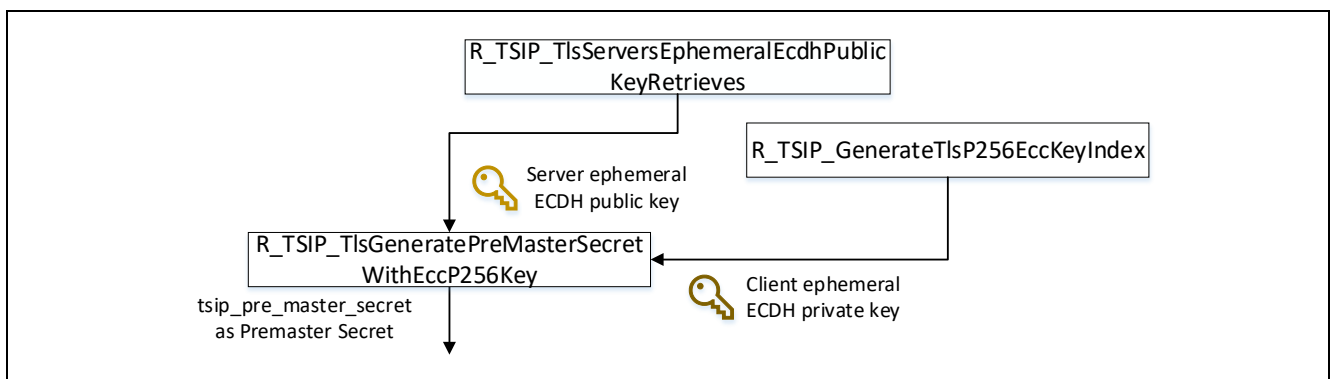 R_TSIP_TlsServersEphemeralEcdhPublic
KeyRetrieves
R_TSIP_GenerateTlsP256EccKeyIndex
Server ephemeral
ECDH public key
R_TSIP_TlsGeneratePreMasterSecret
WithEccP256Key
Client ephemeral
ECDH private key
tsip_pre_master_secret
as Premaster Secret